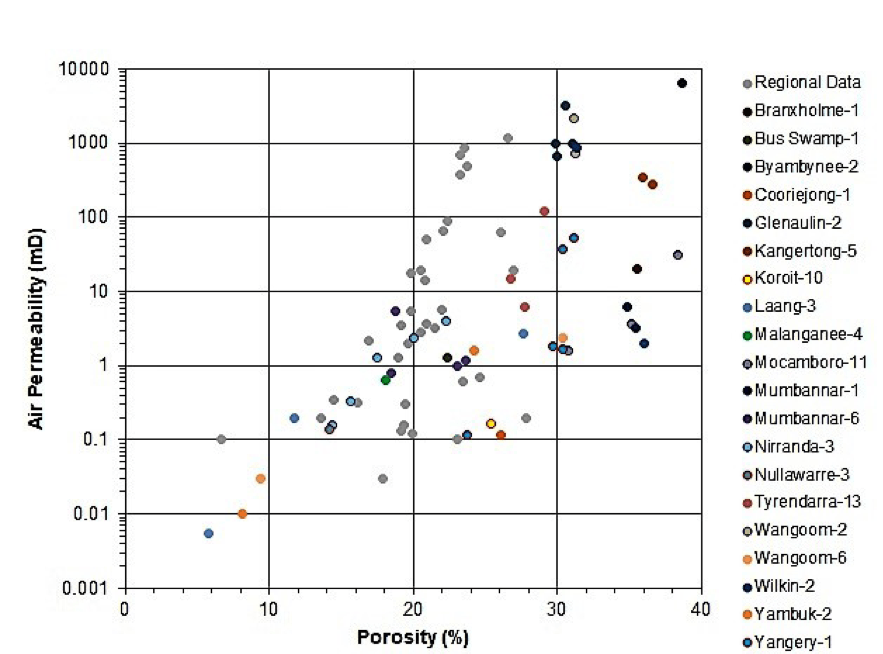 10000
1000
100
10
1
0.1
0.01
0.001
0
10
20
30
40
Air Permeability (mD)
Porosity (%)
Regional Data
Branxholme-1
Bus Swamp-1
Byambynee-2
Cooriejong-1
Glenaulin-2
Kangertong-5
Koroit-10
Laang-3
Malanganee-4
Mocamboro-11
Mumbannar-1
Mumbannar-6
Nirranda-3
Nullawarre-3
Tyrendarra-13
Wangoom-2
Wangoom-6
Wilkin-2
Yambuk-2
Yangery-1